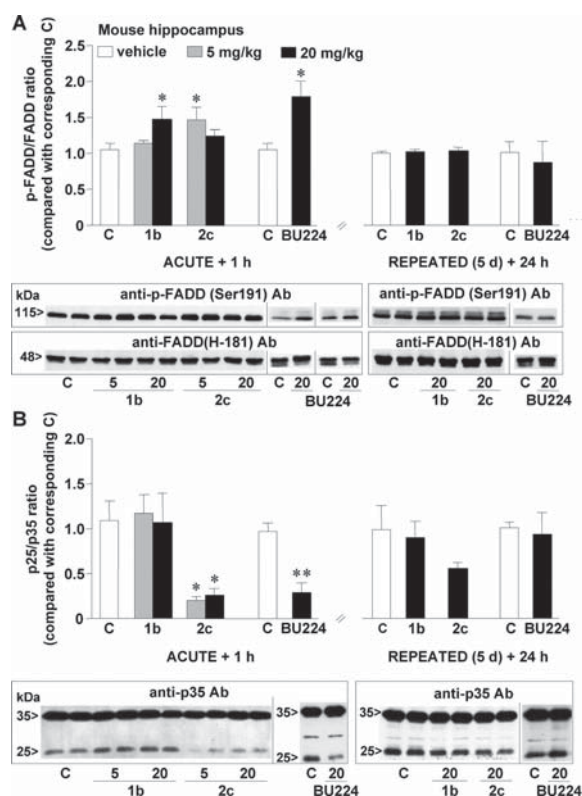 A
Mouse hippocampus
vehicle 5 mg/kg 20 mg/kg
p-FADD/FADD ratio
(compared with corresponding C)
2.5
2.0
1.5
1.0
0.5
0
* * *
C 1b 2c C BU224 C 1b 2c C BU224
ACUTE + 1 h REPEATED (5 d) + 24 h
kDa anti-p-FADD (Ser191) Ab anti-p-FADD (Ser191) Ab
115>
anti-FADD(H-181) Ab anti-FADD(H-181) Ab
48>
C 5 20 5 20 C 20 C 20 C 20 20 C 20
1b 2c BU224 1b 2c BU224
B
p25/p35 ratio
(compared with corresponding C)
2.0
1.5
1.0
0.5
0
* * **
C 1b 2c C BU224 C 1b 2c C BU224
ACUTE + 1 h REPEATED (5 d) + 24 h
kDa anti-p35 Ab anti-p35 Ab
35> 35> 35> 35>
25> 25> 25> 25>
C 5 20 5 20 C 20 C 20 20 C 20
1b 2c BU224 1b 2c BU224